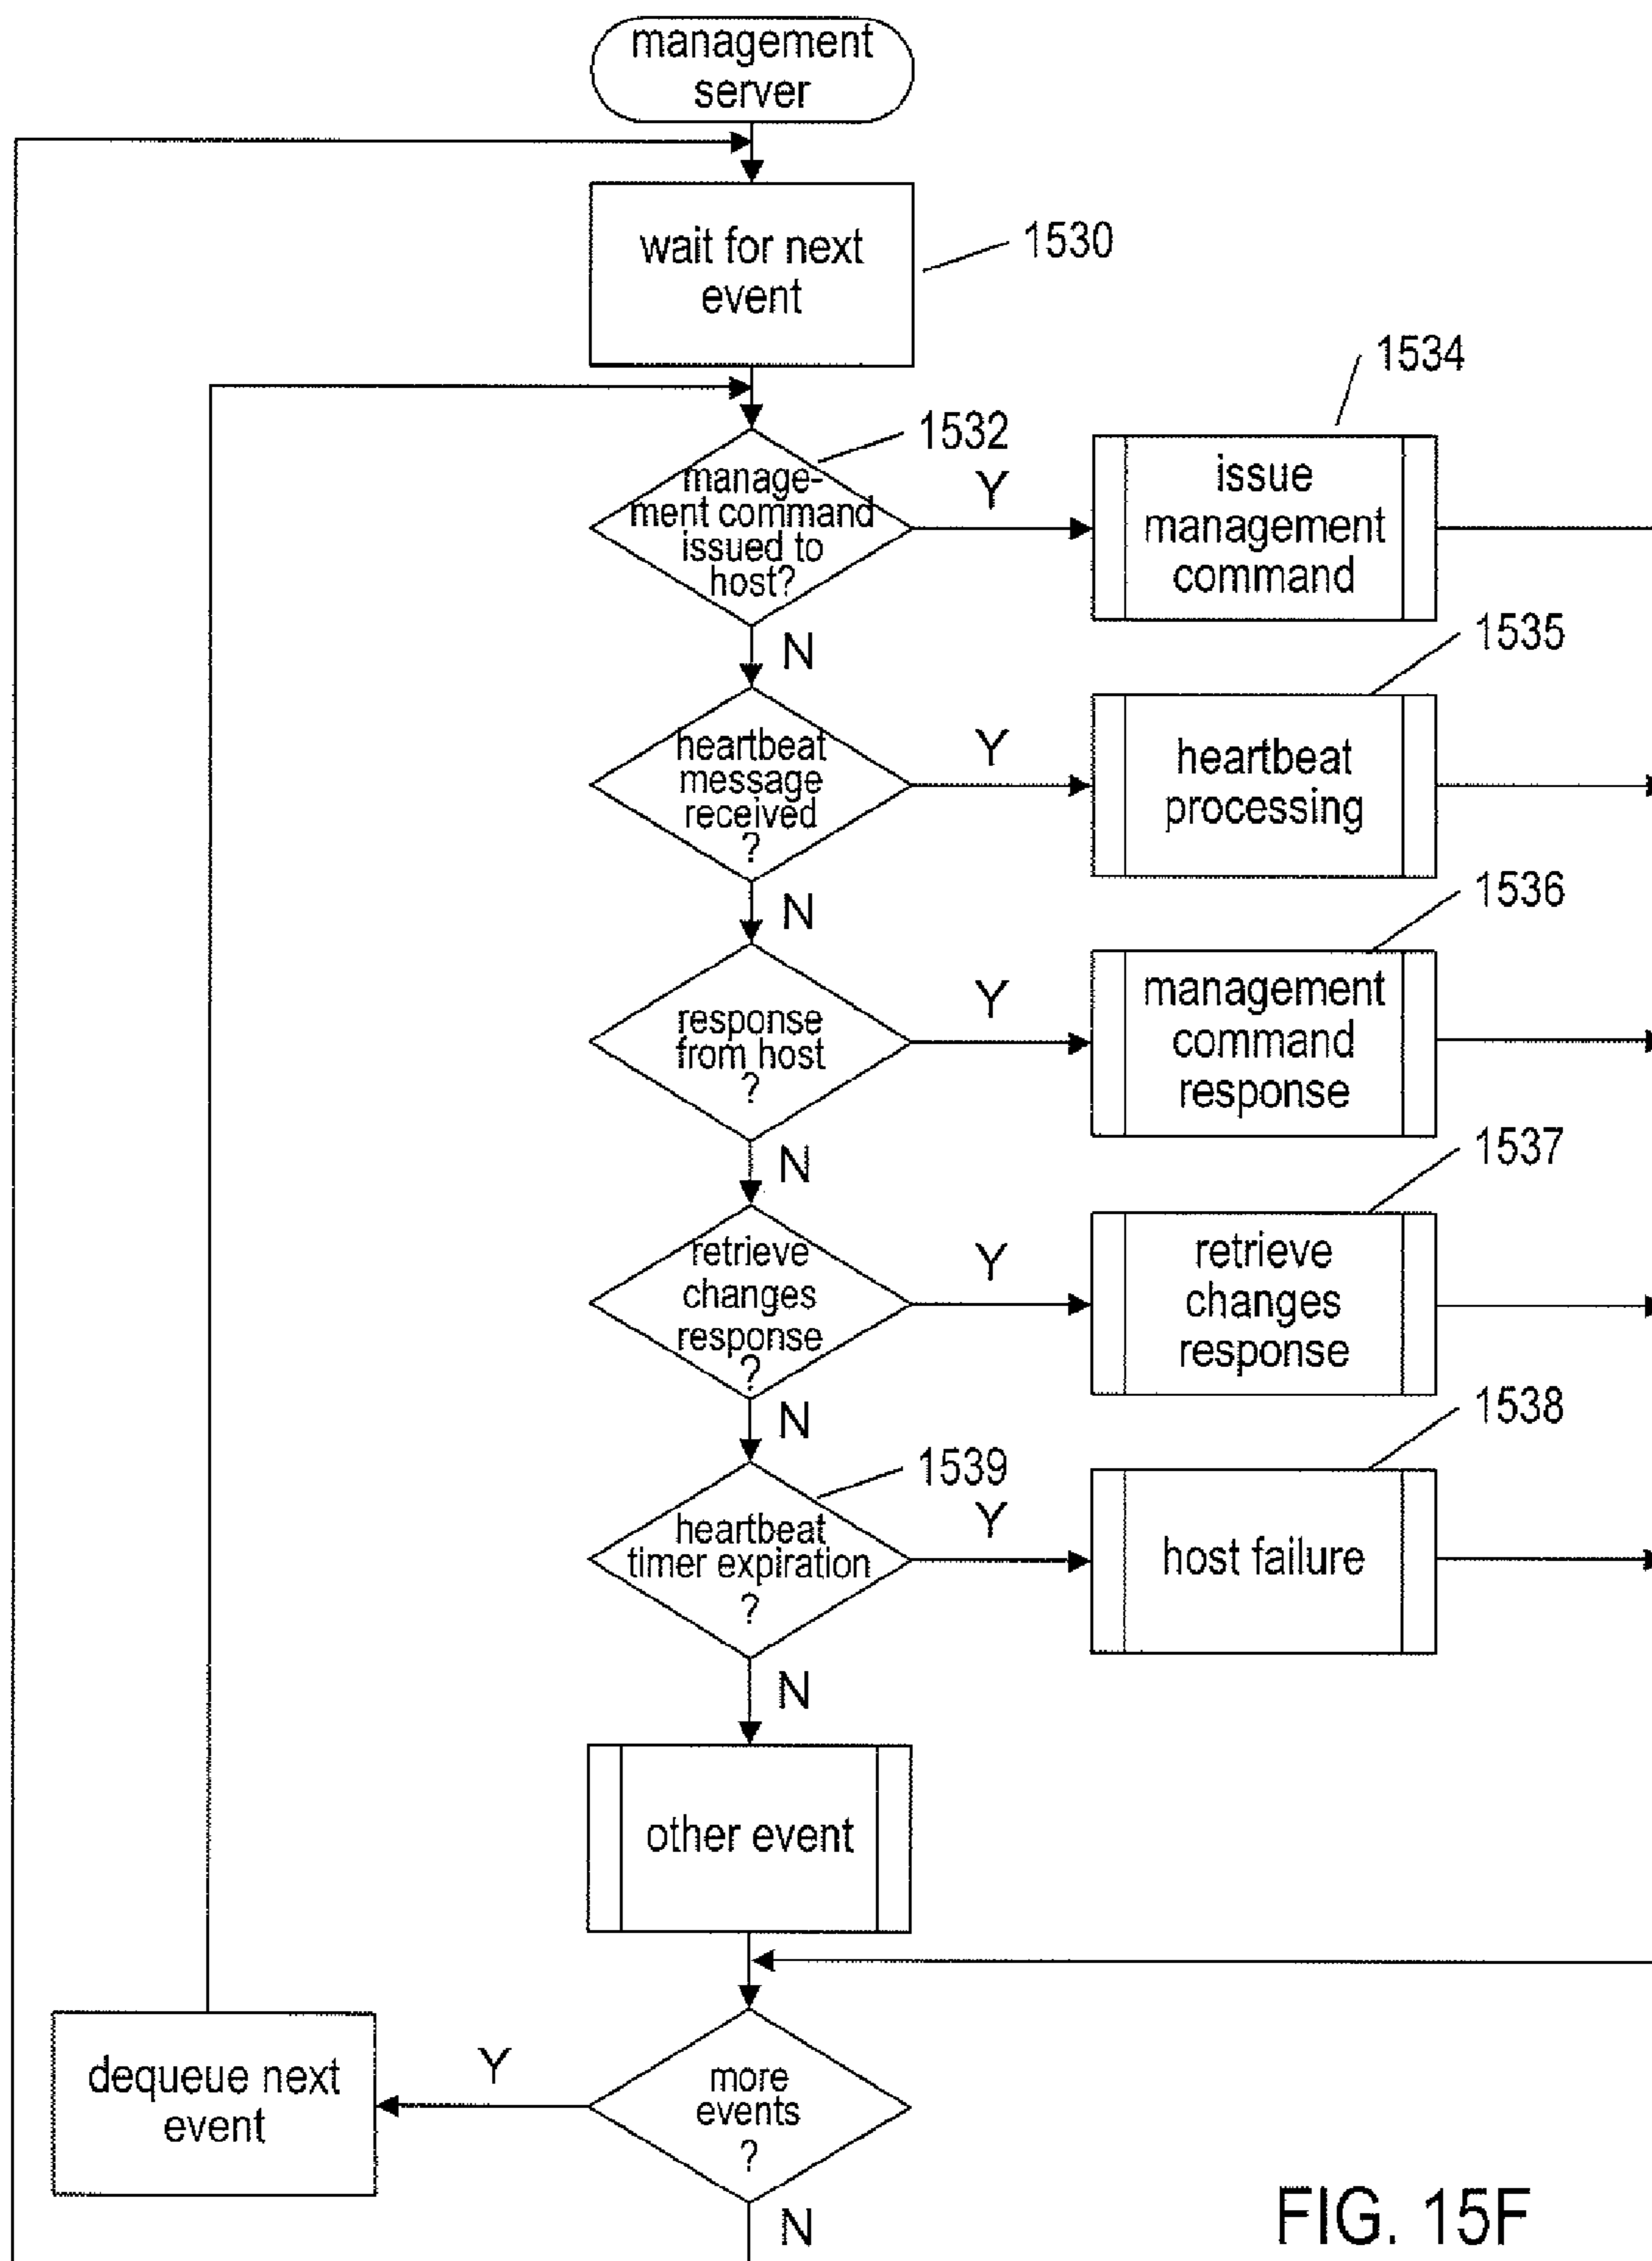 management
server
wait for next
event
1530
1532
manage-
ment command
issued to
host?
Y
1534
issue
management
command
N
heartbeat
message
received
?
Y
1535
heartbeat
processing
N
response
from host
?
Y
1536
management
command
response
N
retrieve
changes
response
?
Y
1537
retrieve
changes
response
N
1539
heartbeat
timer expiration
?
Y
1538
host failure
N
other event
more
events
?
Y
dequeue next
event
N
FIG. 15F